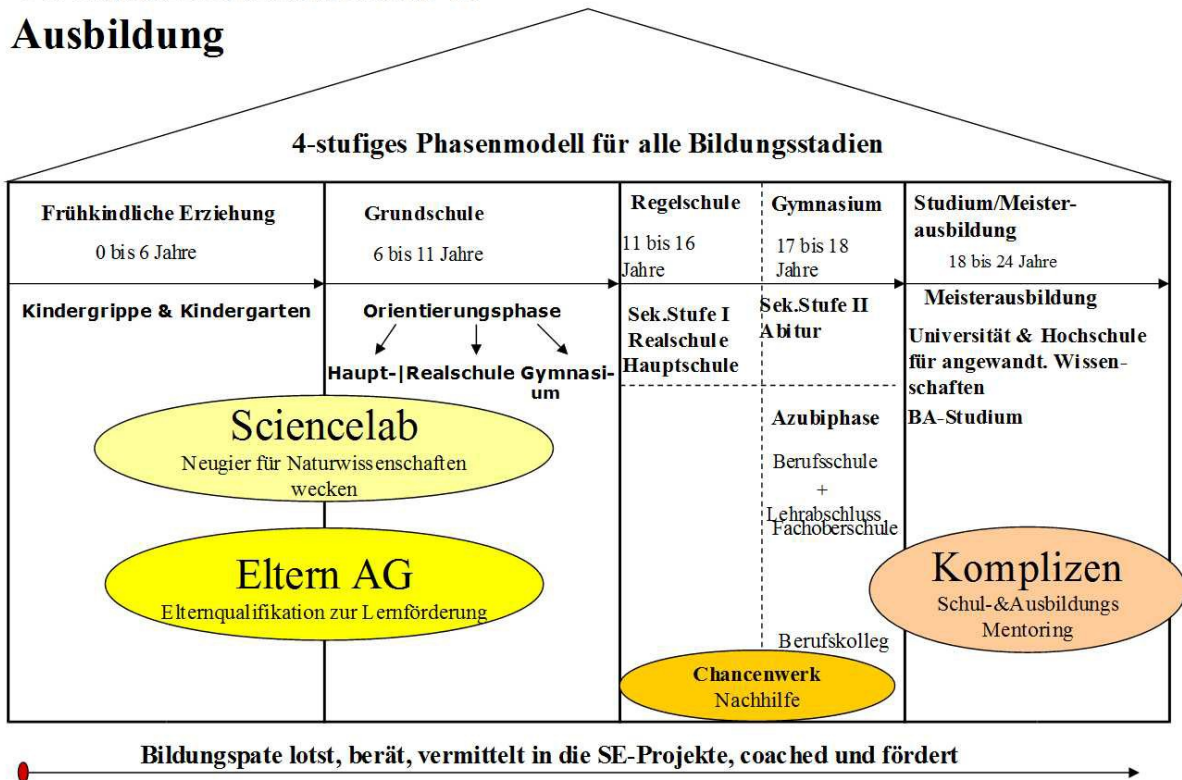 Ausbildung
4-stufiges Phasenmodell für alle Bildungsstadien
Frühkindliche Erziehung
0 bis 6 Jahre
Grundschule
6 bis 11 Jahre
Regelschule
11 bis 16
Jahre
Gymnasium
17 bis 18
Jahre
Studium/Meister-
ausbildung
18 bis 24 Jahre
Kindergrippe & Kindergarten
Orientierungsphase
Haupt-|Realschule Gymnasi-
um
Sek.Stufe I
Realschule
Hauptschule
Sek.Stufe II
Abitur
Meisterausbildung
Universität & Hochschule
für angewandt. Wissen-
schaften
BA-Studium
Sciencelab
Neugier für Naturwissenschaften
wecken
Azubiphase
Berufsschule
+
Lehrabschluss
Fachoberschule
Eltern AG
Elternqualifikation zur Lernförderung
Komplizen
Schul-&Ausbildungs
Mentoring
Berufskolleg
Chancenwerk
Nachhilfe
Bildungspate lotst, berät, vermittelt in die SE-Projekte, coached und fördert